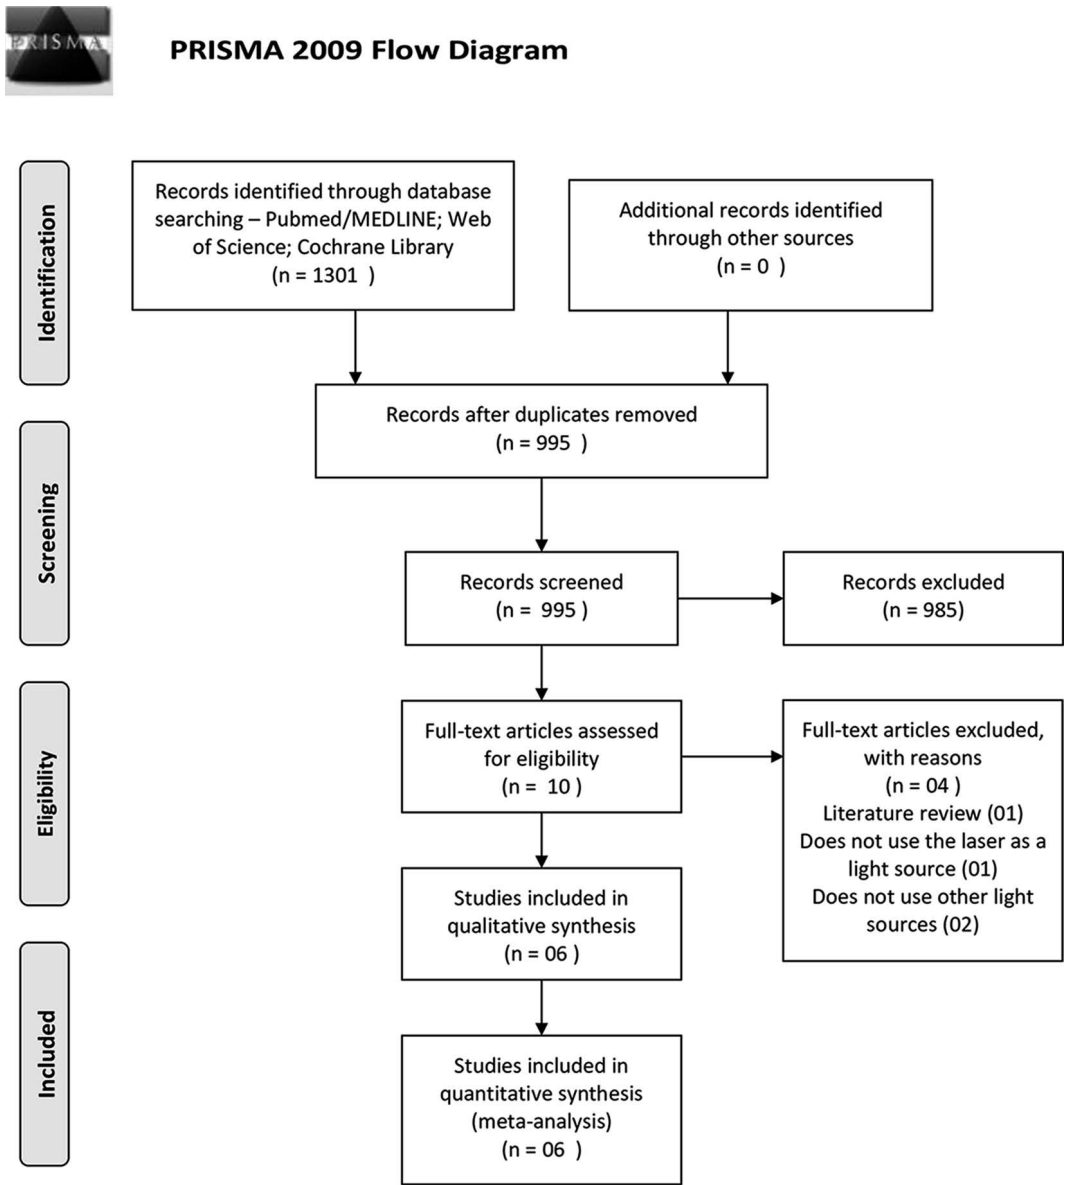 PRISMA
PRISMA 2009 Flow Diagram
Identification
Records identified through database
searching – Pubmed/MEDLINE; Web
of Science; Cochrane Library
(n = 1301 )
Additional records identified
through other sources
(n = 0 )
Records after duplicates removed
(n = 995 )
Screening
Records screened
(n = 995 )
Records excluded
(n = 985)
Eligibility
Full-text articles assessed
for eligibility
(n = 10 )
Full-text articles excluded,
with reasons
(n = 04 )
Literature review (01)
Does not use the laser as a
light source (01)
Does not use other light
sources (02)
Studies included in
qualitative synthesis
(n = 06 )
Included
Studies included in
quantitative synthesis
(meta-analysis)
(n = 06 )